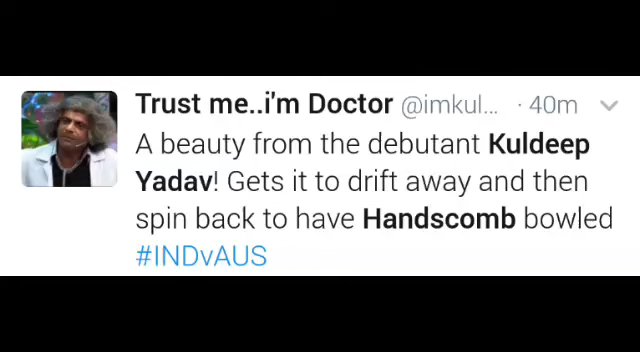 Trust me..i'm Doctor @imkul... · 40m
A beauty from the debutant Kuldeep
Yadav! Gets it to drift away and then
spin back to have Handscomb bowled
#INDvAUS